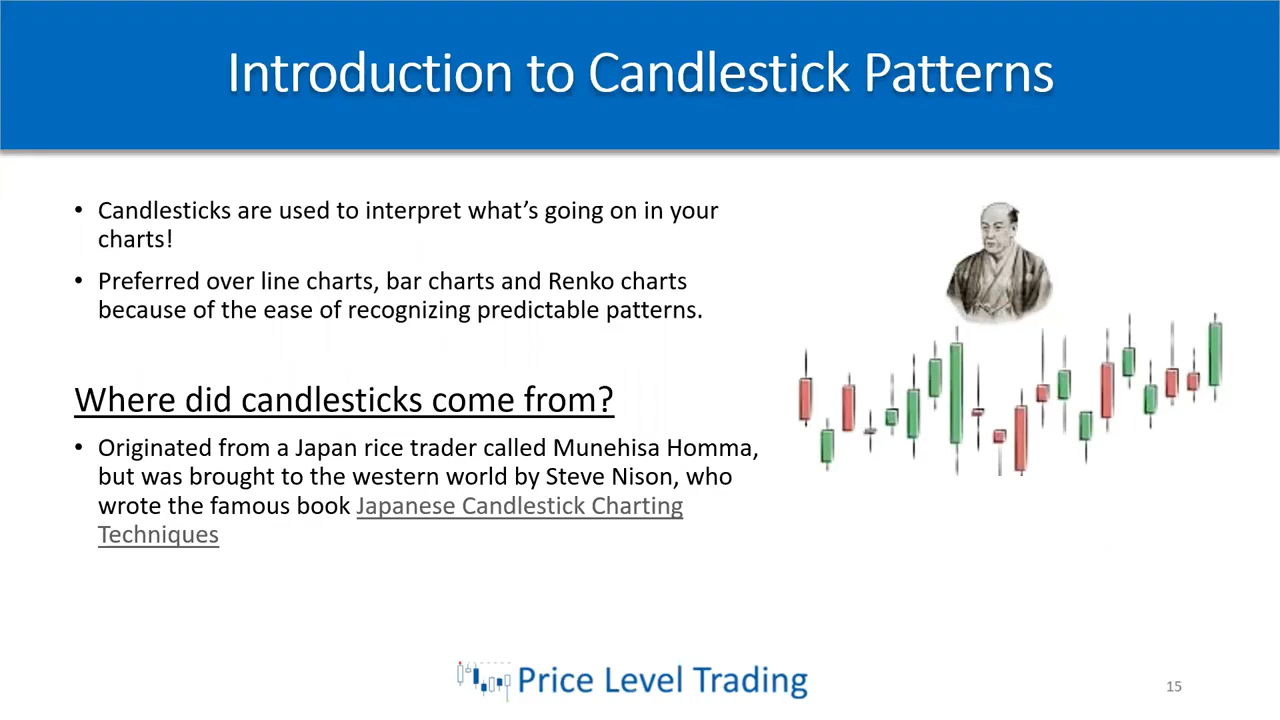 Introduction to Candlestick Patterns
• Candlesticks are used to interpret what’s going on in your
charts!
• Preferred over line charts, bar charts and Renko charts
because of the ease of recognizing predictable patterns.
Where did candlesticks come from?
• Originated from a Japan rice trader called Munehisa Homma,
but was brought to the western world by Steve Nison, who
wrote the famous book Japanese Candlestick Charting
Techniques
Price Level Trading
15